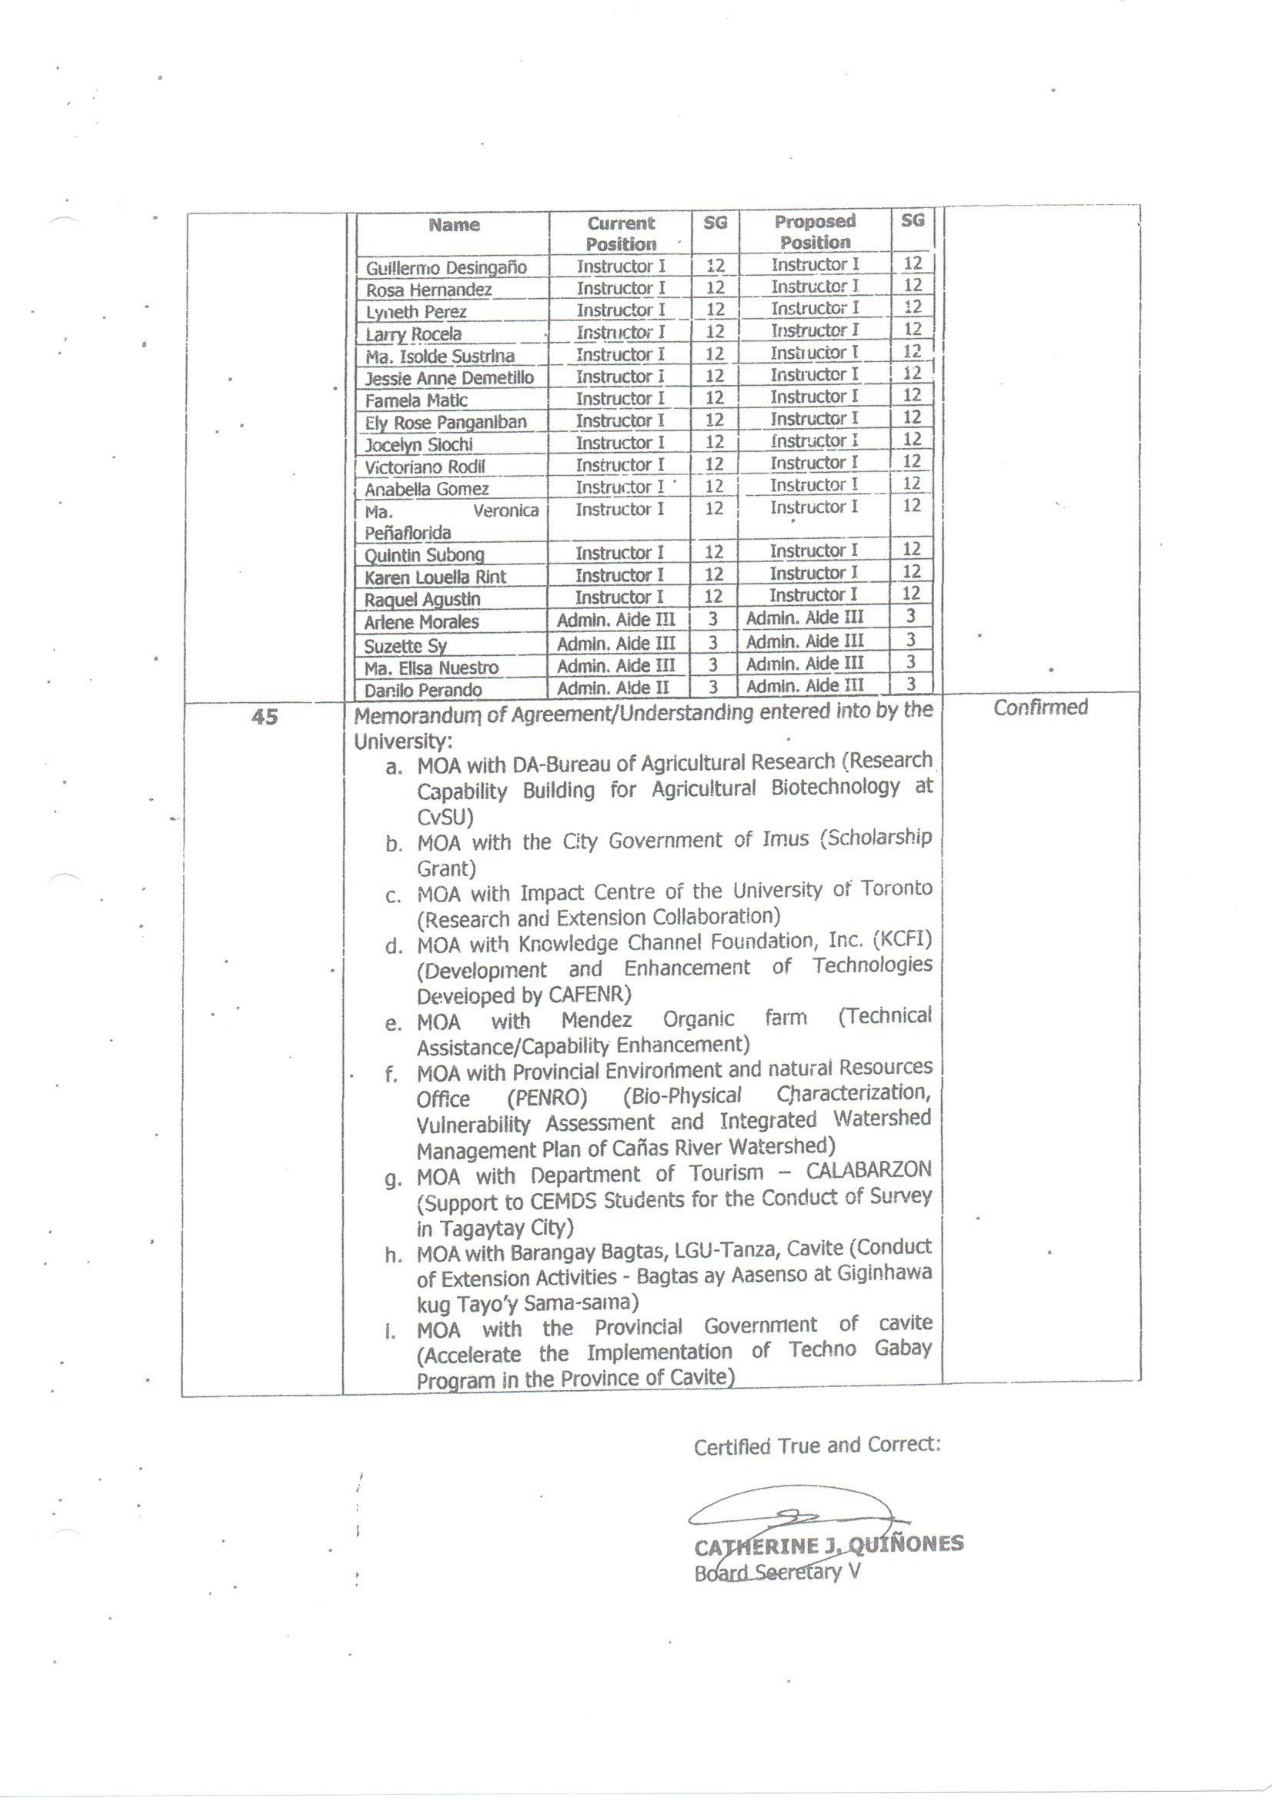 Name Current Position SG Proposed Position SG
Guillermo Desingaño Instructor I 12 Instructor I 12
Rosa Hernandez Instructor I 12 Instructor I 12
Lyneth Perez Instructor I 12 Instructor I 12
Larry Rocela Instructor I 12 Instructor I 12
Ma. Isolde Sustrina Instructor I 12 Instructor I 12
Jessie Anne Demetillo Instructor I 12 Instructor I 12
Famela Matic Instructor I 12 Instructor I 12
Ely Rose Panganiban Instructor I 12 Instructor I 12
Jocelyn Siochi Instructor I 12 Instructor I 12
Victoriano Rodil Instructor I 12 Instructor I 12
Anabella Gomez Instructor I 12 Instructor I 12
Ma. Veronica Instructor I 12 Instructor I 12
Peñaflorida
Quintin Subong Instructor I 12 Instructor I 12
Karen Louella Rint Instructor I 12 Instructor I 12
Raquel Agustin Instructor I 12 Instructor I 12
Arlene Morales Admin. Aide III 3 Admin. Aide III 3
Suzette Sy Admin. Aide III 3 Admin. Aide III 3
Ma. Elisa Nuestro Admin. Aide III 3 Admin. Aide III 3
Danilo Perando Admin. Aide II 3 Admin. Aide III 3
45 Memorandum of Agreement/Understanding entered into by the Confirmed
University:
a. MOA with DA-Bureau of Agricultural Research (Research
Capability Building for Agricultural Biotechnology at
CvSU)
b. MOA with the City Government of Imus (Scholarship
Grant)
c. MOA with Impact Centre of the University of Toronto
(Research and Extension Collaboration)
d. MOA with Knowledge Channel Foundation, Inc. (KCFI)
(Development and Enhancement of Technologies
Developed by CAFENR)
e. MOA with Mendez Organic farm (Technical
Assistance/Capability Enhancement)
f. MOA with Provincial Environment and natural Resources
Office (PENRO) (Bio-Physical Characterization,
Vulnerability Assessment and Integrated Watershed
Management Plan of Cañas River Watershed)
g. MOA with Department of Tourism – CALABARZON
(Support to CEMDS Students for the Conduct of Survey
in Tagaytay City)
h. MOA with Barangay Bagtas, LGU-Tanza, Cavite (Conduct
of Extension Activities - Bagtas ay Aasenso at Giginhawa
kug Tayo'y Sama-sama)
i. MOA with the Provincial Government of cavite
(Accelerate the Implementation of Techno Gabay
Program in the Province of Cavite)
Certified True and Correct:
CATHERINE J. QUIÑONES
Board Secretary V